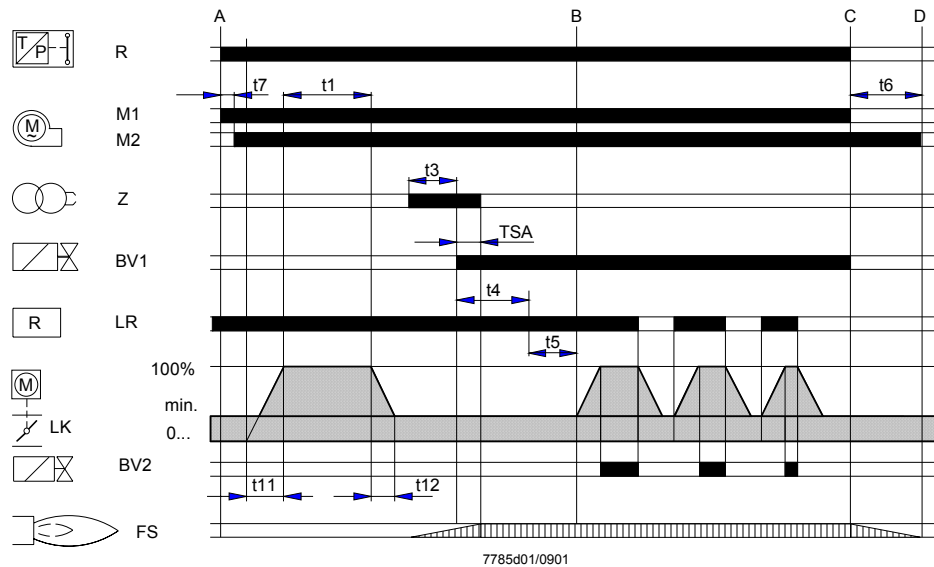 A B C D
T P R
t7 t1 t6
M1
M ~
M2
t3
Z
TSA
BV1
t4
R LR
t5
100%
M
min.
LK
0...
BV2
t11 t12
FS
7785d01/0901